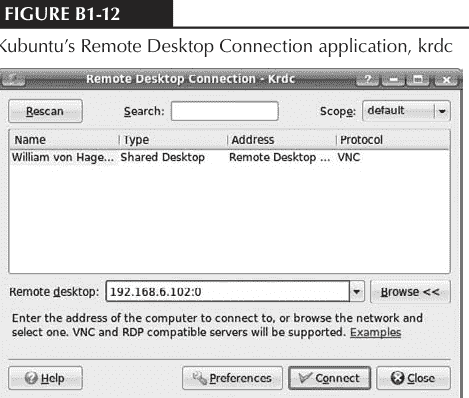 FIGURE B1-12
Kubuntu's Remote Desktop Connection application, krdc
Remote Desktop Connection - Krdc
Rescan Search: Scope: default
Name Type Address Protocol
William von Hage... Shared Desktop Remote Desktop ... VNC
Remote desktop: 192.168.6.102:0 Browse <<
Enter the address of the computer to connect to, or browse the network and
select one. VNC and RDP compatible servers will be supported. Examples
Help Preferences Connect Close